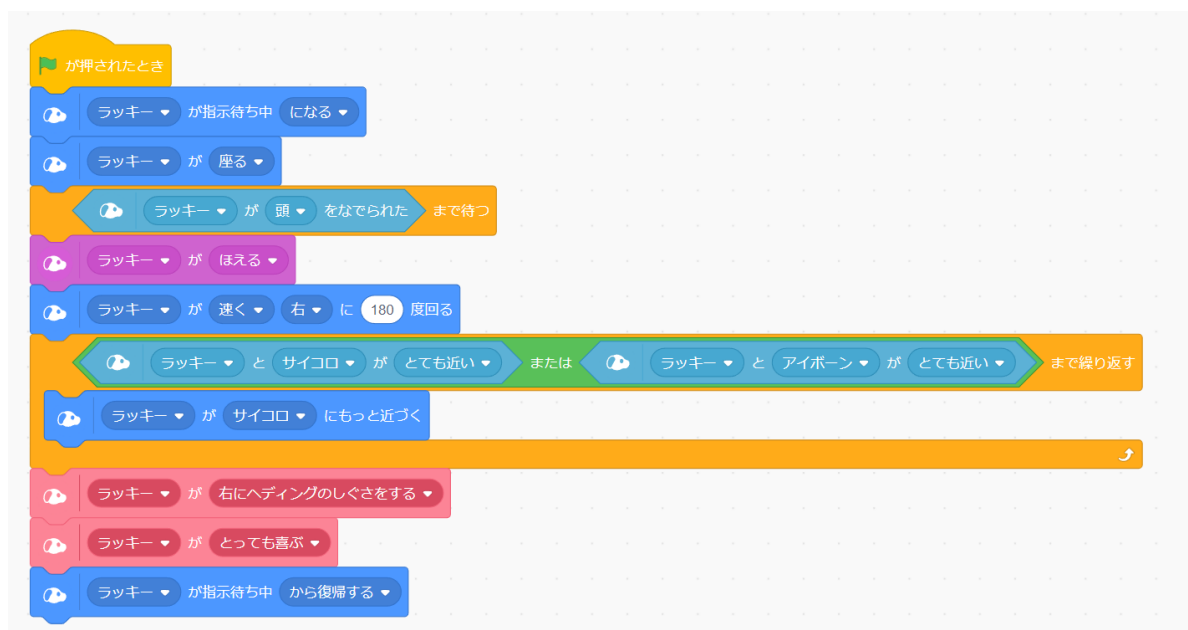 が押されたとき
ラッキー が指示待ち中 になる
ラッキー が 座る
ラッキー が 頭 をなでられた まで待つ
ラッキー が ほえる
ラッキー が 速く 右 に 180 度回る
ラッキー と サイコロ が とても近い または ラッキー と アイボーン が とても近い まで繰り返す
ラッキー が サイコロ にもっと近づく
ラッキー が 右にヘディングのしぐさをする
ラッキー が とっても喜ぶ
ラッキー が指示待ち中 から復帰する